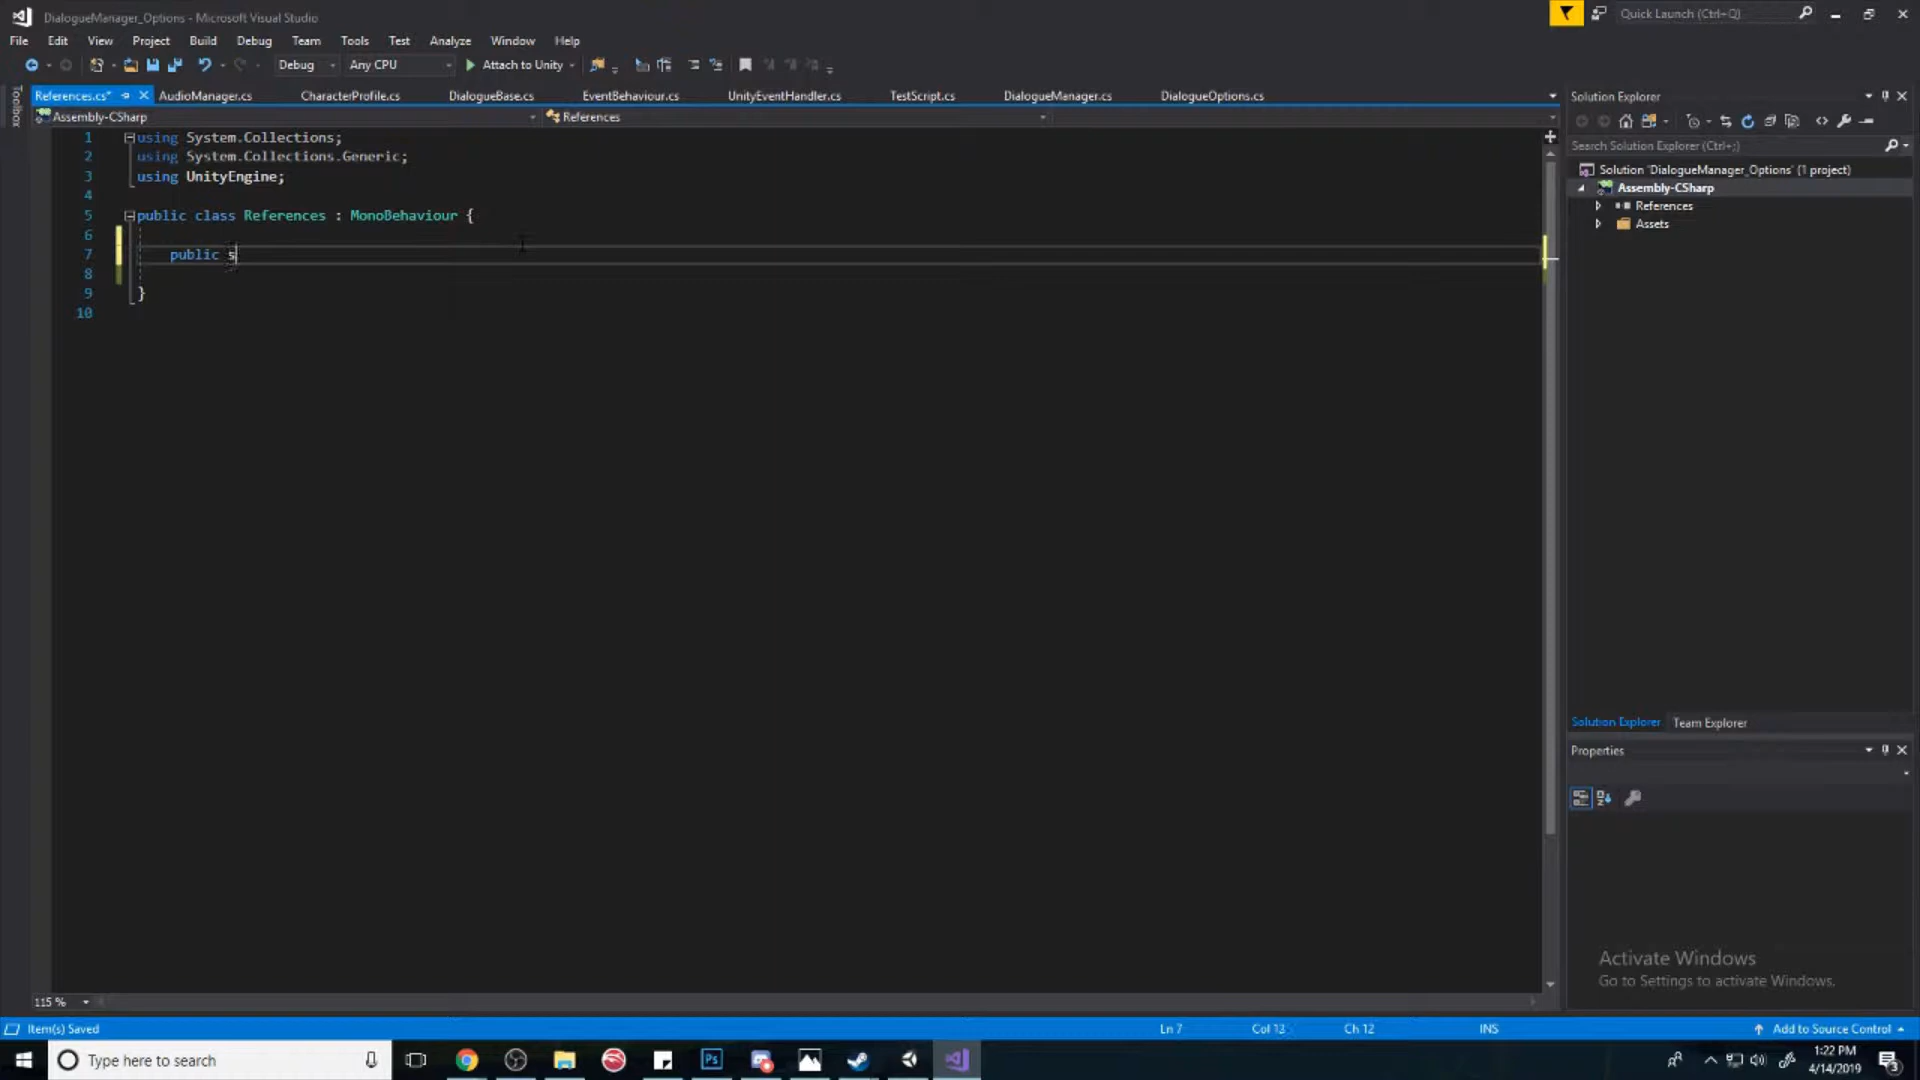 DialogueManager_Options - Microsoft Visual Studio
Quick Launch (Ctrl+Q)
File Edit View Project Build Debug Team Tools Test Analyze Window Help
Debug Any CPU Attach to Unity
Toolbox
References.cs* AudioManager.cs CharacterProfile.cs DialogueBase.cs EventBehaviour.cs UnityEventHandler.cs TestScript.cs DialogueManager.cs DialogueOptions.cs
Assembly-CSharp References
1 using System.Collections;
2 using System.Collections.Generic;
3 using UnityEngine;
4
5 public class References : MonoBehaviour {
6
7 public s
8
9 }
10
Solution Explorer
Search Solution Explorer (Ctrl+;)
Solution 'DialogueManager_Options' (1 project)
Assembly-CSharp
References
Assets
Solution Explorer Team Explorer
Properties
Activate Windows
Go to Settings to activate Windows.
115 %
Item(s) Saved Ln 7 Col 13 Ch 12 INS Add to Source Control
Type here to search
Ps
1:22 PM
4/14/2019
3